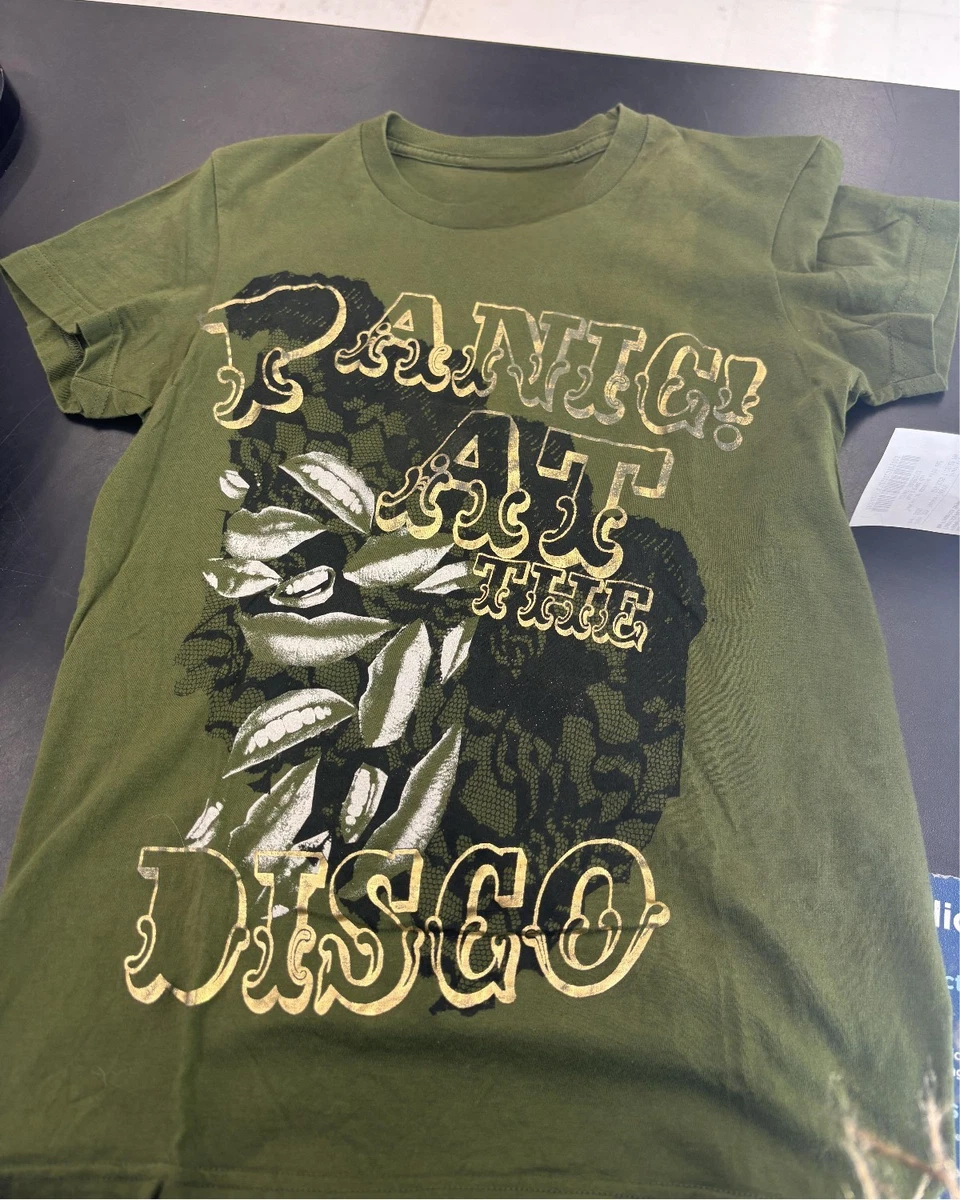 PANIC!
AT
THE
DISCO